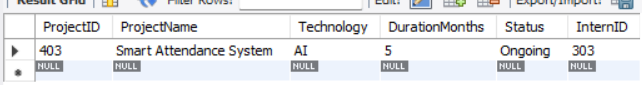 Result Grid Filter Rows: Edit: Export/Import:
ProjectID ProjectName Technology DurationMonths Status InternID
403 Smart Attendance System AI 5 Ongoing 303
NULL NULL NULL NULL NULL NULL